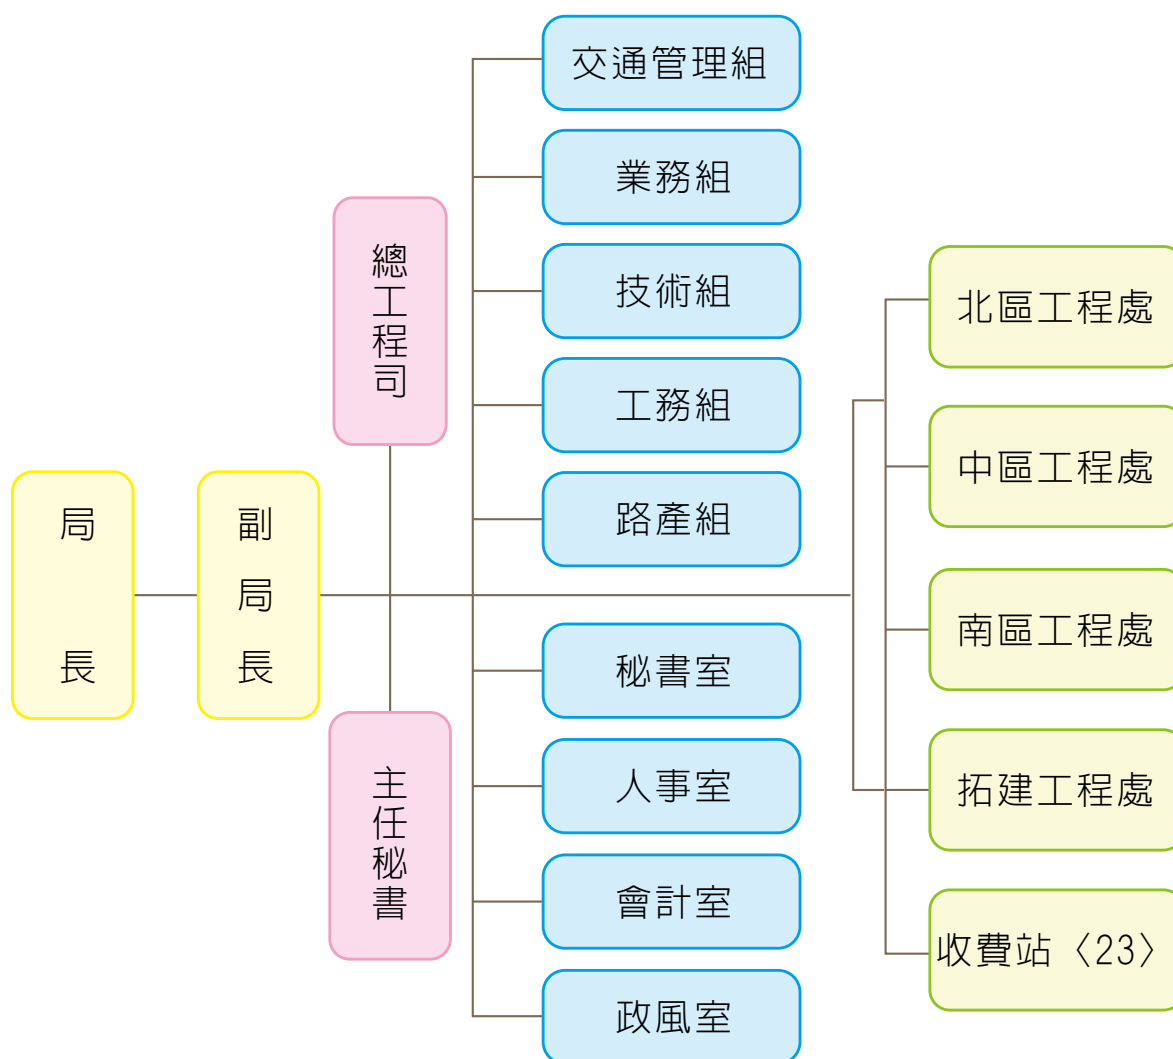 局長
副局長
總工程司
主任秘書
交通管理組
業務組
技術組
工務組
路產組
秘書室
人事室
會計室
政風室
北區工程處
中區工程處
南區工程處
拓建工程處
收費站〈23〉